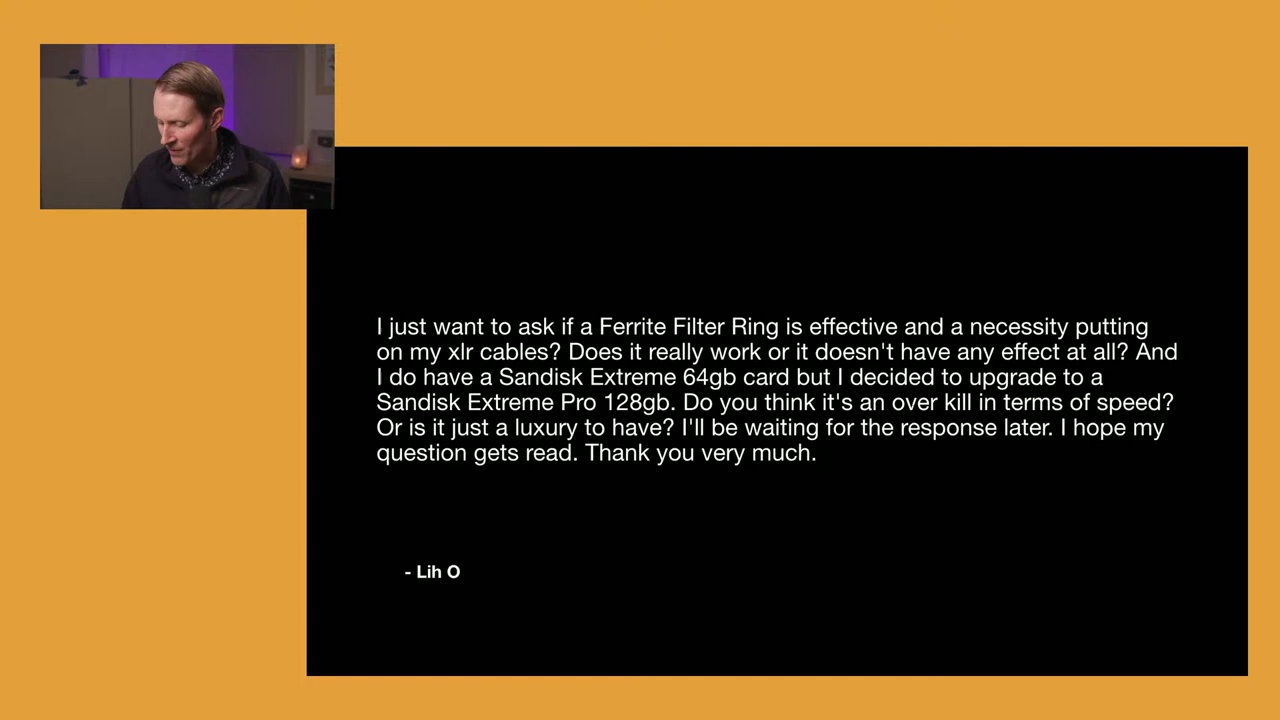 I just want to ask if a Ferrite Filter Ring is effective and a necessity putting
on my xlr cables? Does it really work or it doesn't have any effect at all? And
I do have a Sandisk Extreme 64gb card but I decided to upgrade to a
Sandisk Extreme Pro 128gb. Do you think it's an over kill in terms of speed?
Or is it just a luxury to have? I'll be waiting for the response later. I hope my
question gets read. Thank you very much.
- Lih O